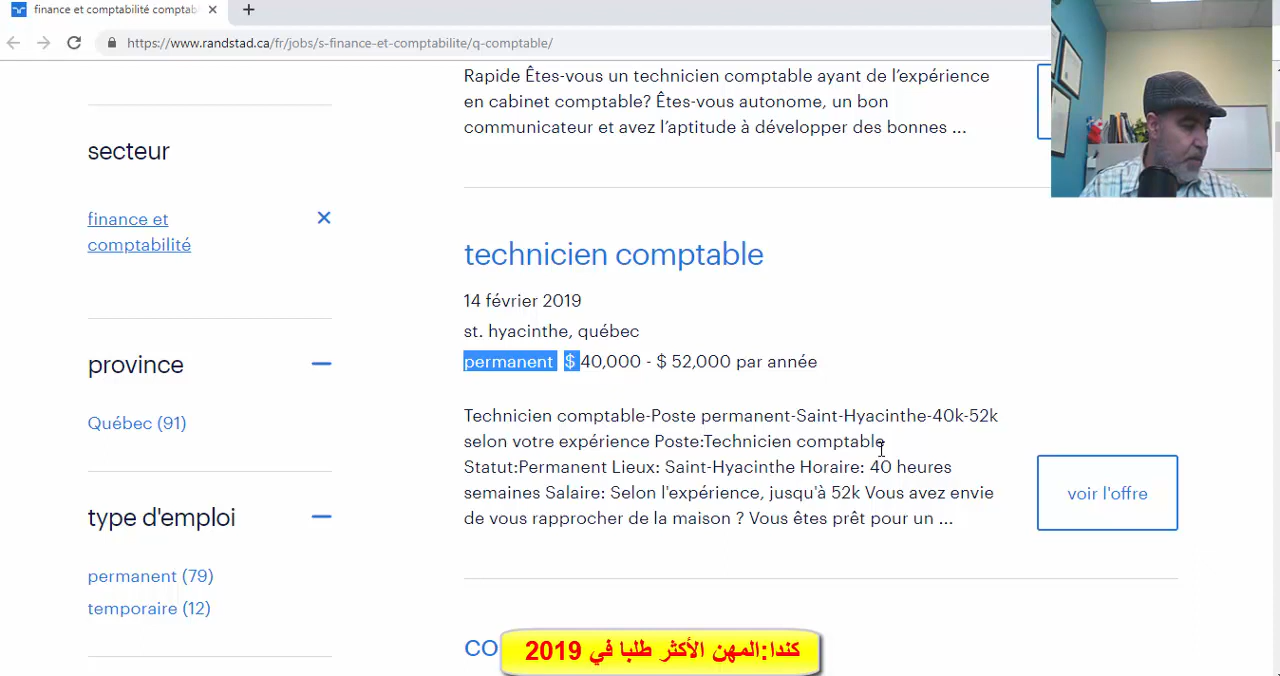 finance et comptabilité comptab
https://www.randstad.ca/fr/jobs/s-finance-et-comptabilite/q-comptable/
Rapide Êtes-vous un technicien comptable ayant de l'expérience
en cabinet comptable? Êtes-vous autonome, un bon
communicateur et avez l'aptitude à développer des bonnes ...
secteur
finance et
comptabilité
technicien comptable
14 février 2019
st. hyacinthe, québec
permanent $ 40,000 - $ 52,000 par année
province
Québec (91)
Technicien comptable-Poste permanent-Saint-Hyacinthe-40k-52k
selon votre expérience Poste:Technicien comptable
Statut:Permanent Lieux: Saint-Hyacinthe Horaire: 40 heures
semaines Salaire: Selon l'expérience, jusqu'à 52k Vous avez envie
de vous rapprocher de la maison ? Vous êtes prêt pour un ...
voir l'offre
type d'emploi
permanent (79)
temporaire (12)
CO
كندا:المهن الأكثر طلبا في 2019